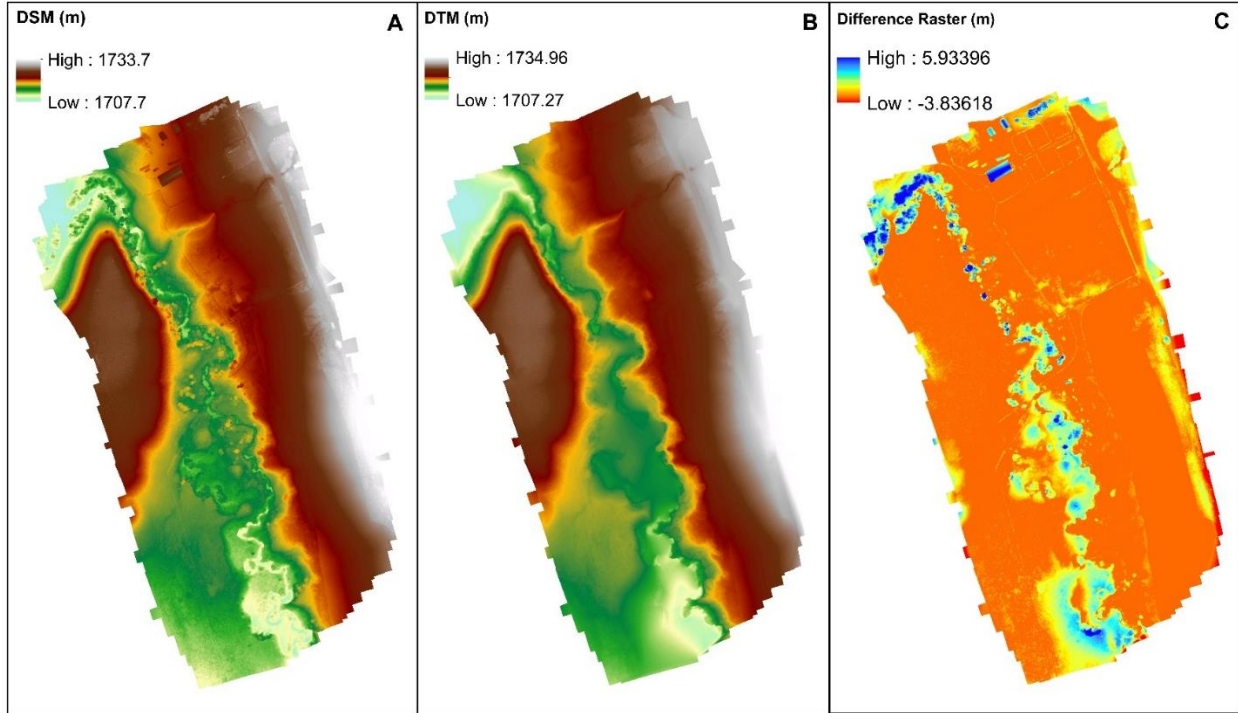 DSM (m)
A
High : 1733.7
Low : 1707.7
DTM (m)
B
High : 1734.96
Low : 1707.27
Difference Raster (m)
C
High : 5.93396
Low : -3.83618